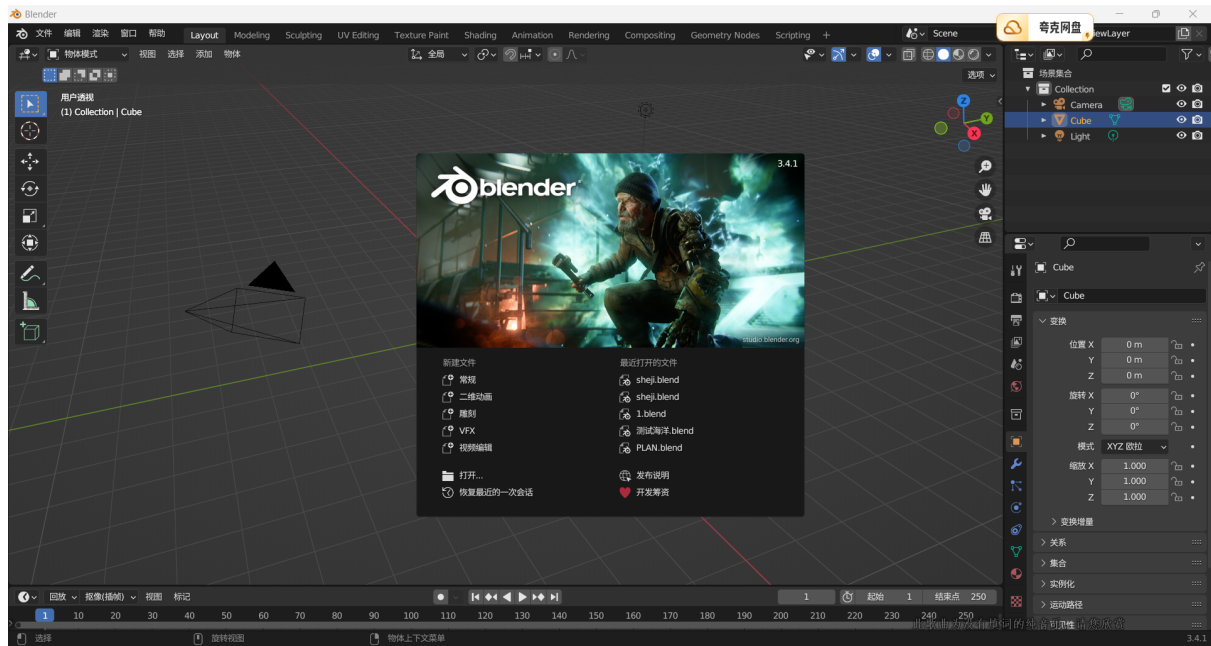 Blender
文件 编辑 渲染 窗口 帮助 Layout Modeling Sculpting UV Editing Texture Paint Shading Animation Rendering Compositing Geometry Nodes Scripting + Scene ViewLayer
夸克网盘
物体模式 视图 选择 添加 物体 全局
选项
用户透视
(1) Collection | Cube
Z
Y
X
场景集合
Collection
Camera
Cube
Light
blender
3.4.1
studio.blender.org
新建文件
常规
二维动画
雕刻
VFX
视频编辑
打开...
恢复最近的一次会话
最近打开的文件
sheji.blend
sheji.blend
1.blend
测试海洋.blend
PLAN.blend
发布说明
开发筹资
Cube
Cube
变换
位置 X 0 m
Y 0 m
Z 0 m
旋转 X 0°
Y 0°
Z 0°
模式 XYZ 欧拉
缩放 X 1.000
Y 1.000
Z 1.000
变换增量
关系
集合
实例化
运动路径
可见性
回放 抠像(插帧) 视图 标记 1 起始 1 结束点 250
1 10 20 30 40 50 60 70 80 90 100 110 120 130 140 150 160 170 180 190 200 210 220 230 240 250
选择 旋转视图 物体上下文菜单 3.4.1